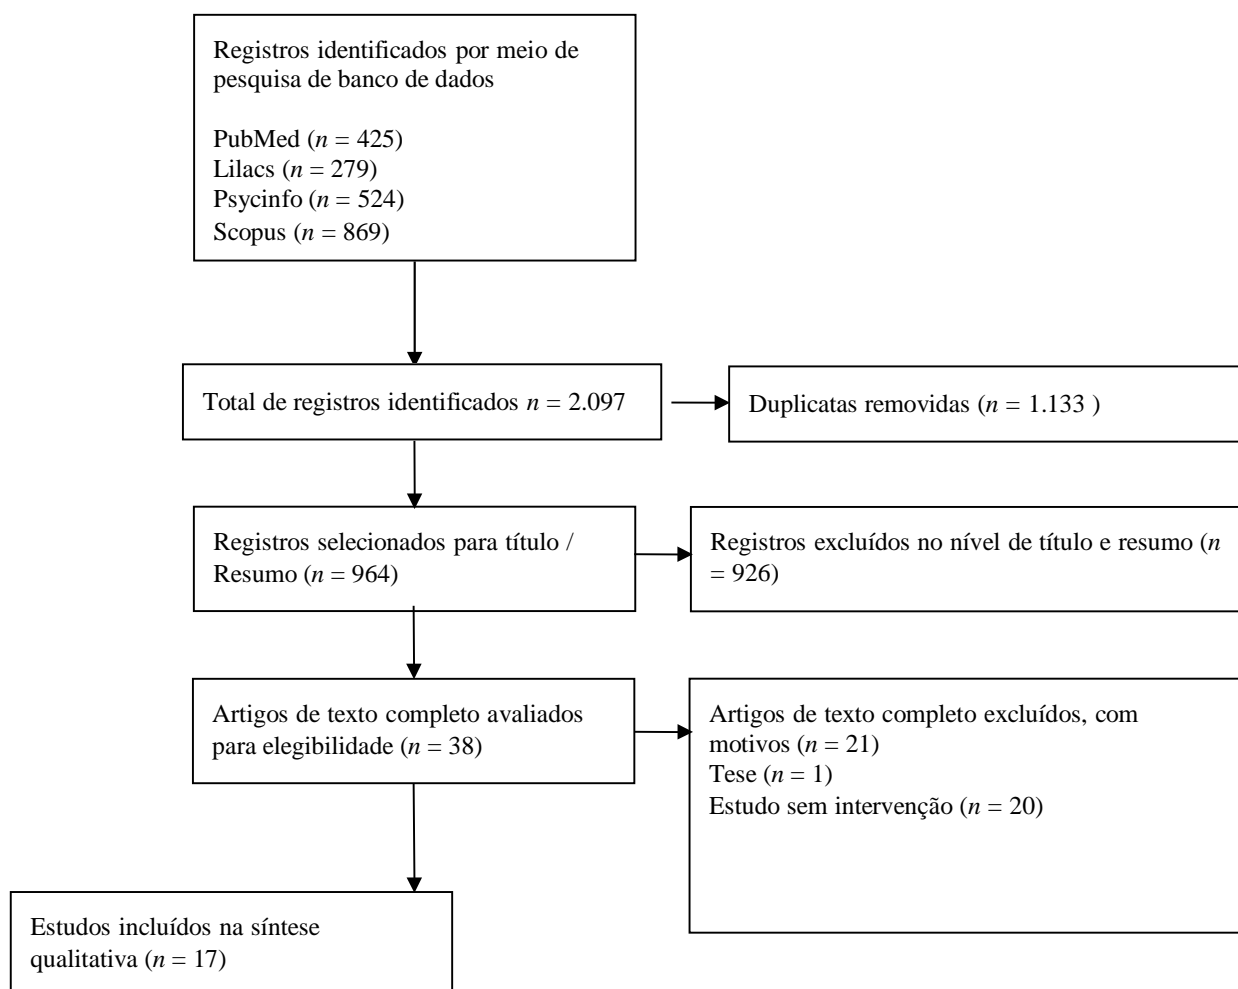 Registros identificados por meio de
pesquisa de banco de dados
PubMed (n = 425)
Lilacs (n = 279)
Psycinfo (n = 524)
Scopus (n = 869)
Total de registros identificados n = 2.097
Duplicatas removidas (n = 1.133 )
Registros selecionados para título /
Resumo (n = 964)
Registros excluídos no nível de título e resumo (n
= 926)
Artigos de texto completo avaliados
para elegibilidade (n = 38)
Artigos de texto completo excluídos, com
motivos (n = 21)
Tese (n = 1)
Estudo sem intervenção (n = 20)
Estudos incluídos na síntese
qualitativa (n = 17)